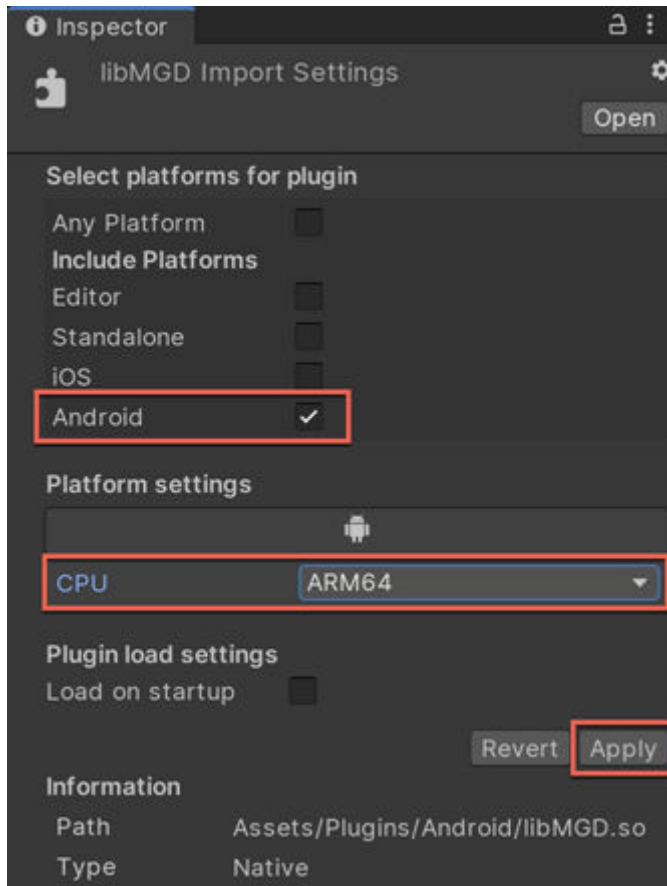 Inspector
libMGD Import Settings
Open
Select platforms for plugin
Any Platform
Include Platforms
Editor
Standalone
iOS
Android
Platform settings
CPU ARM64
Plugin load settings
Load on startup
Revert Apply
Information
Path Assets/Plugins/Android/libMGD.so
Type Native